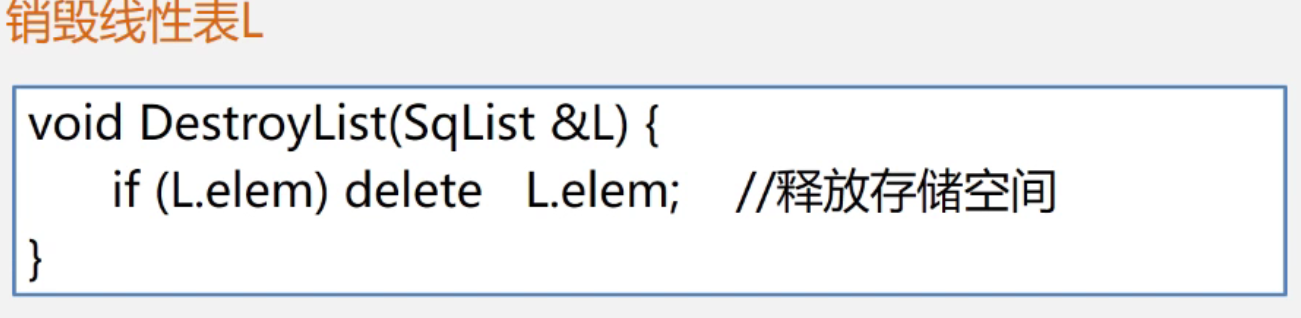 销毁线性表L
void DestroyList(SqList &L) {
if (L.elem) delete L.elem; //释放存储空间
}